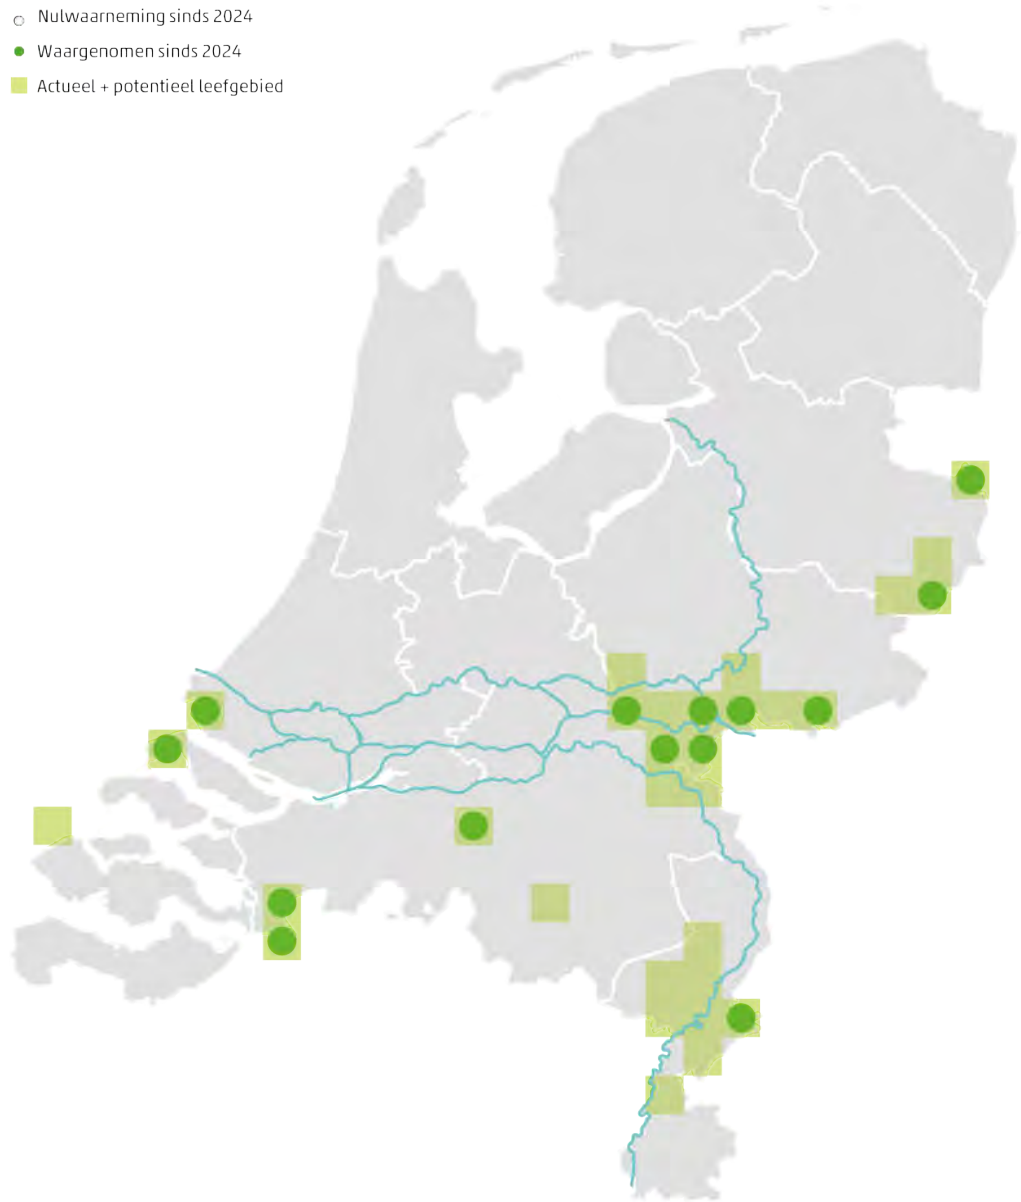 Nulwaarneming sinds 2024
Waargenomen sinds 2024
Actueel + potentieel leefgebied